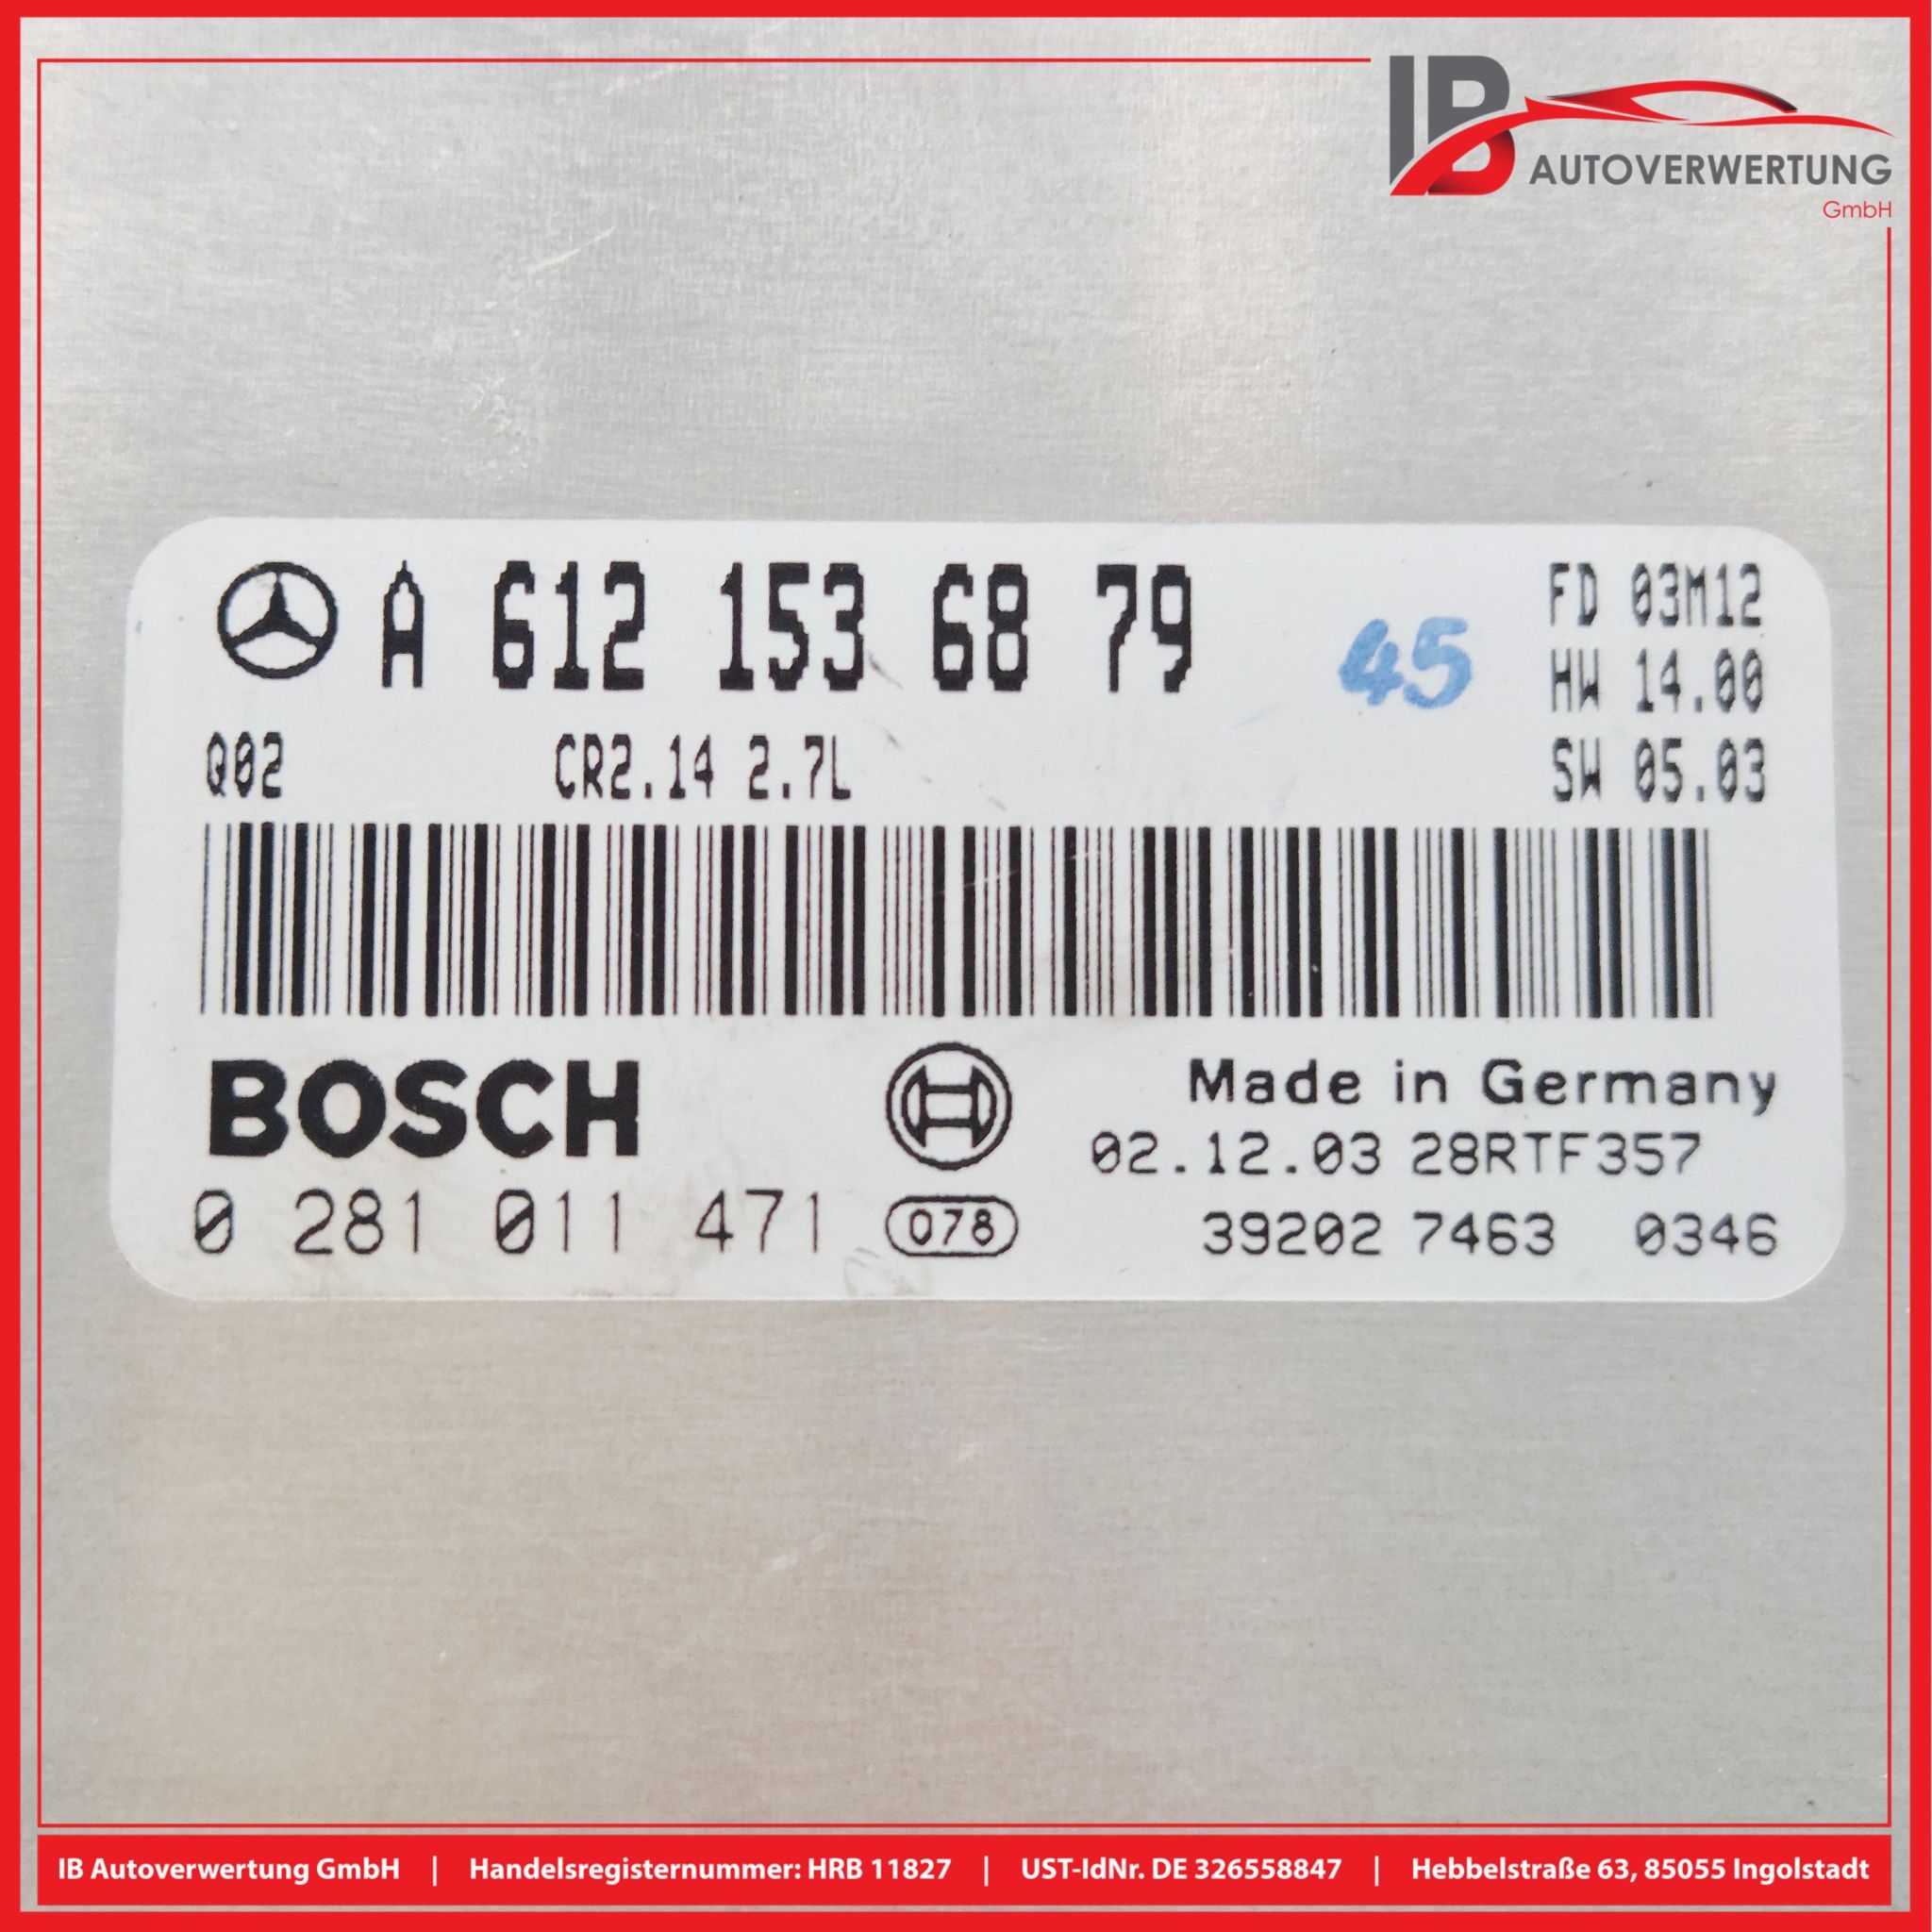 IB
AUTOVERWERTUNG
GmbH
A 612 153 68 79
45
FD 03M12
HW 14.00
Q02 CR2.14 2.7L
SW 05.03
BOSCH
Made in Germany
02.12.03 28RTF357
0 281 011 471 078
39202 7463 0346
IB Autoverwertung GmbH | Handelsregisternummer: HRB 11827 | UST-IdNr. DE 326558847 | Hebbelstraße 63, 85055 Ingolstadt